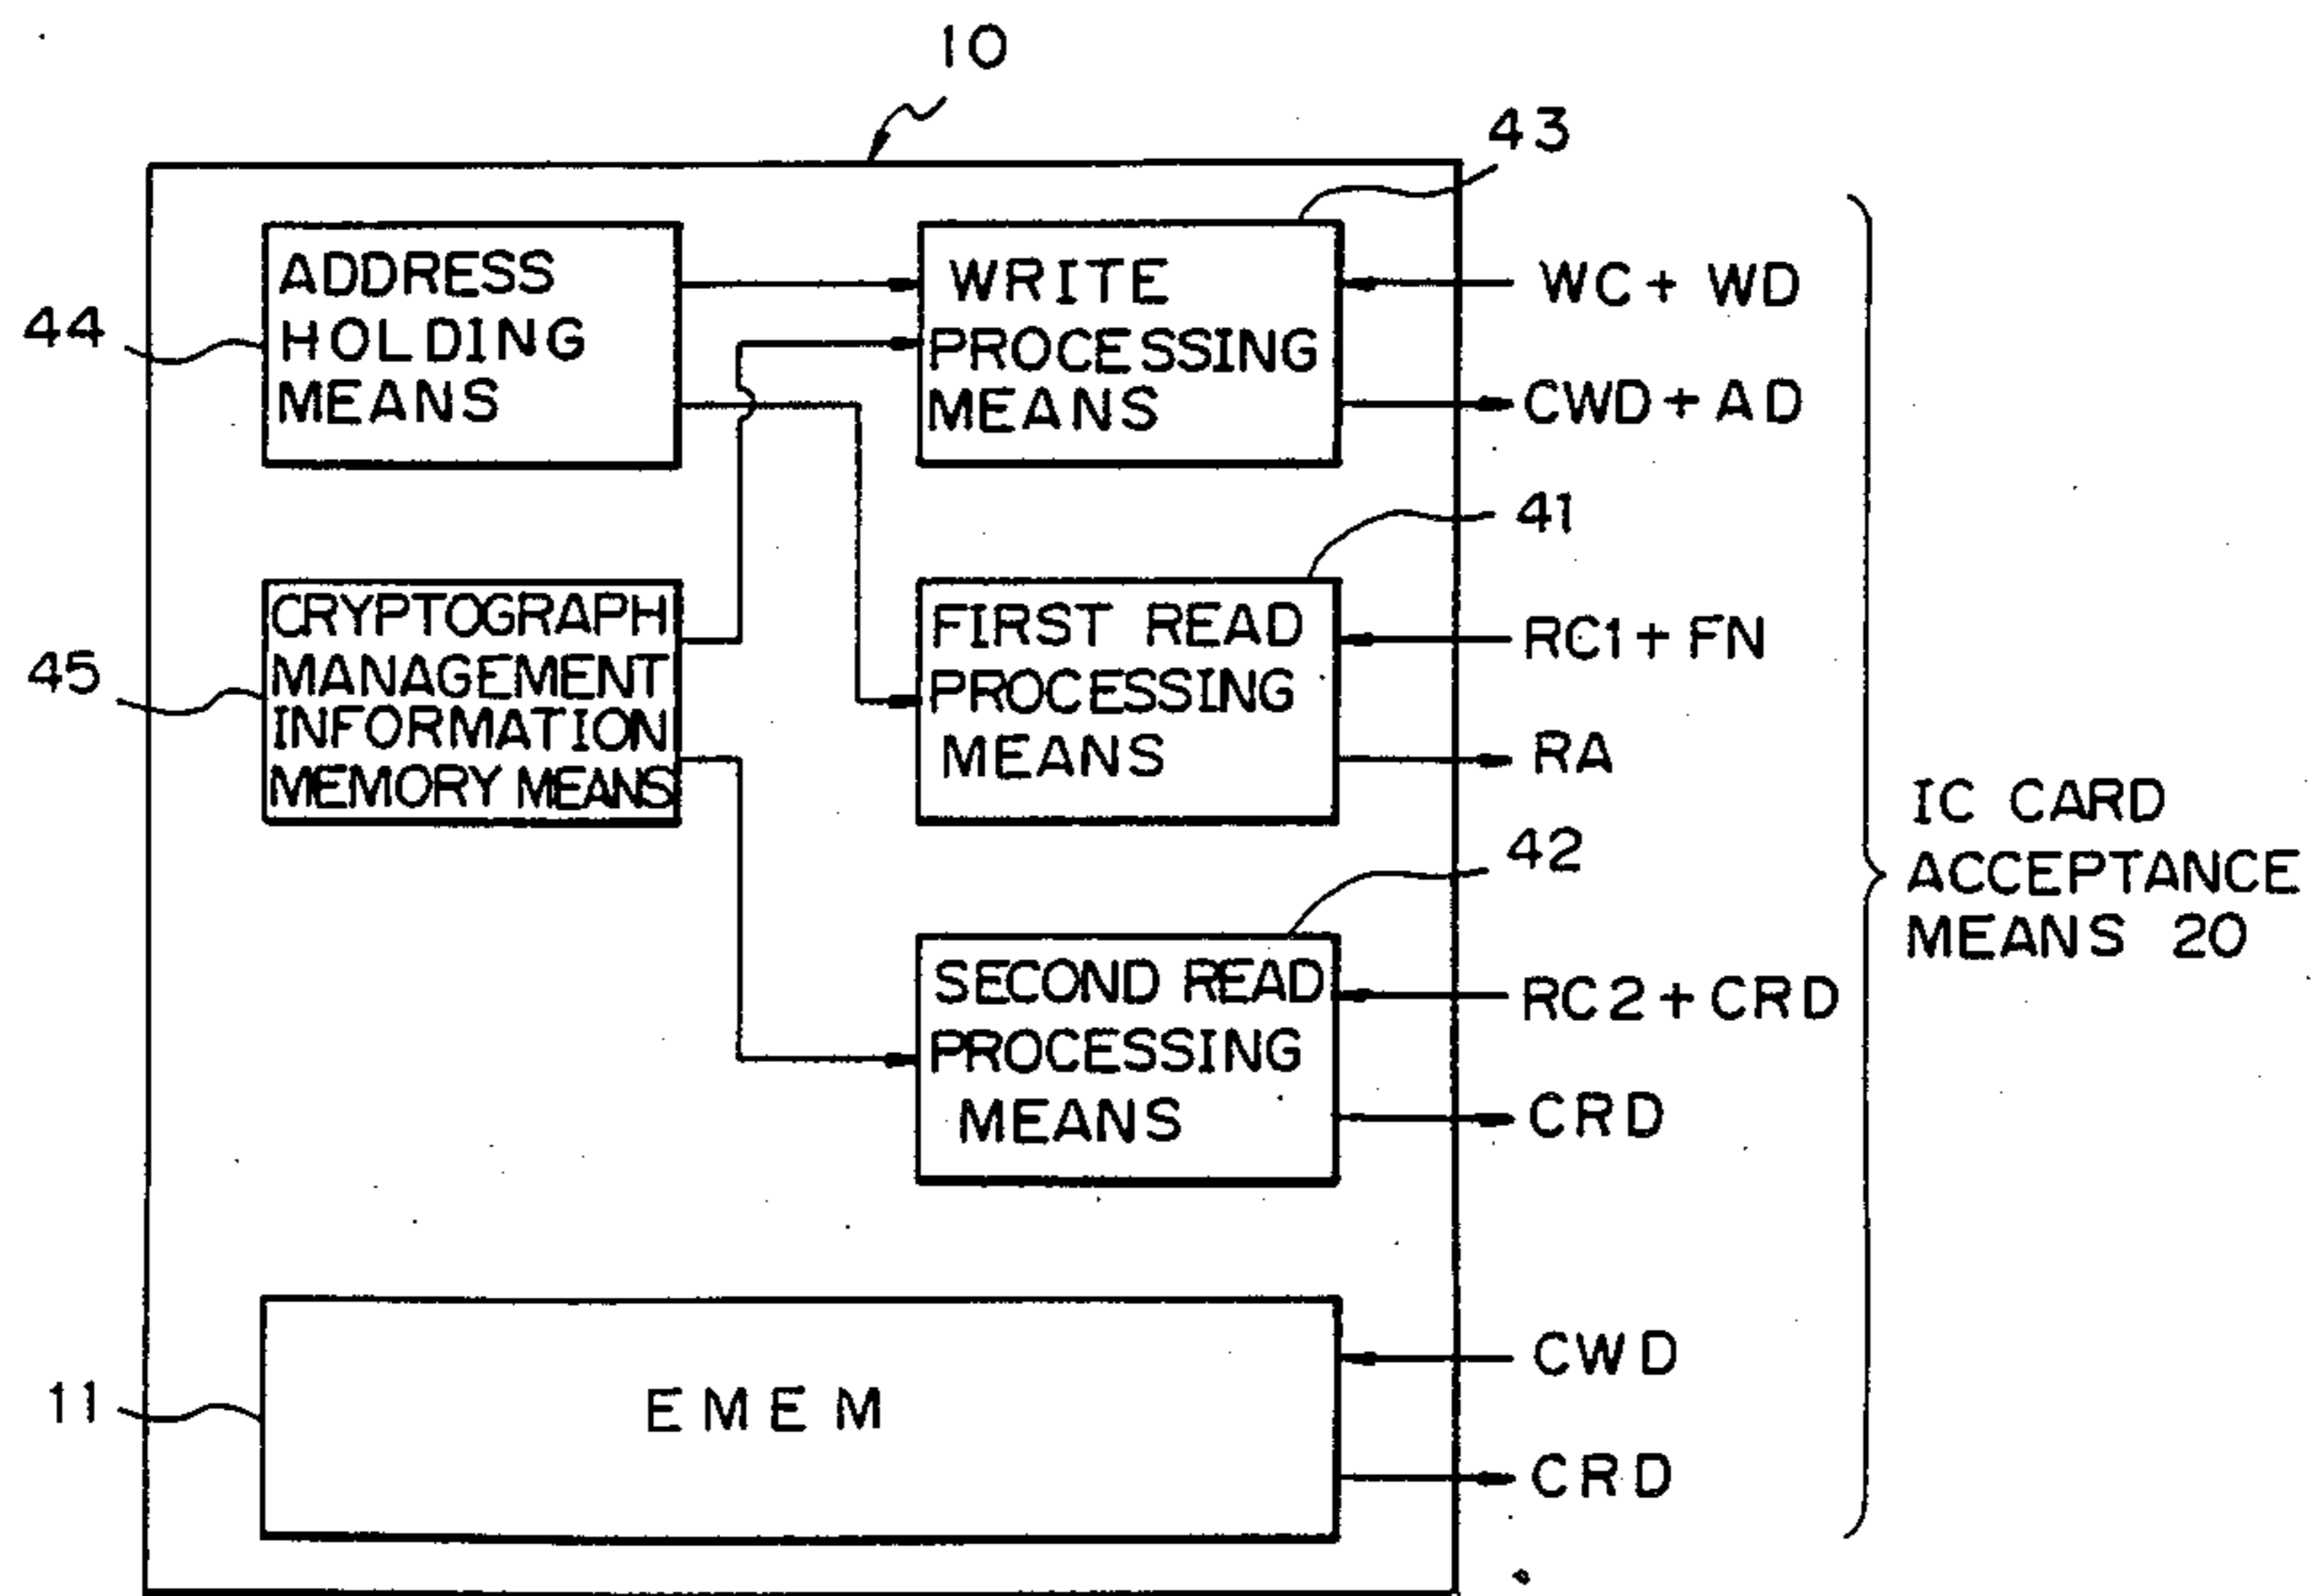 10
43
ADDRESS
HOLDING
MEANS
44
WRITE
PROCESSING
MEANS
WC + WD
CWD + AD
41
CRYPTOGRAPH
MANAGEMENT
INFORMATION
MEMORY MEANS
45
FIRST READ
PROCESSING
MEANS
RC1 + FN
RA
42
SECOND READ
PROCESSING
MEANS
RC2 + CRD
CRD
IC CARD
ACCEPTANCE
MEANS 20
11
EMEM
CWD
CRD